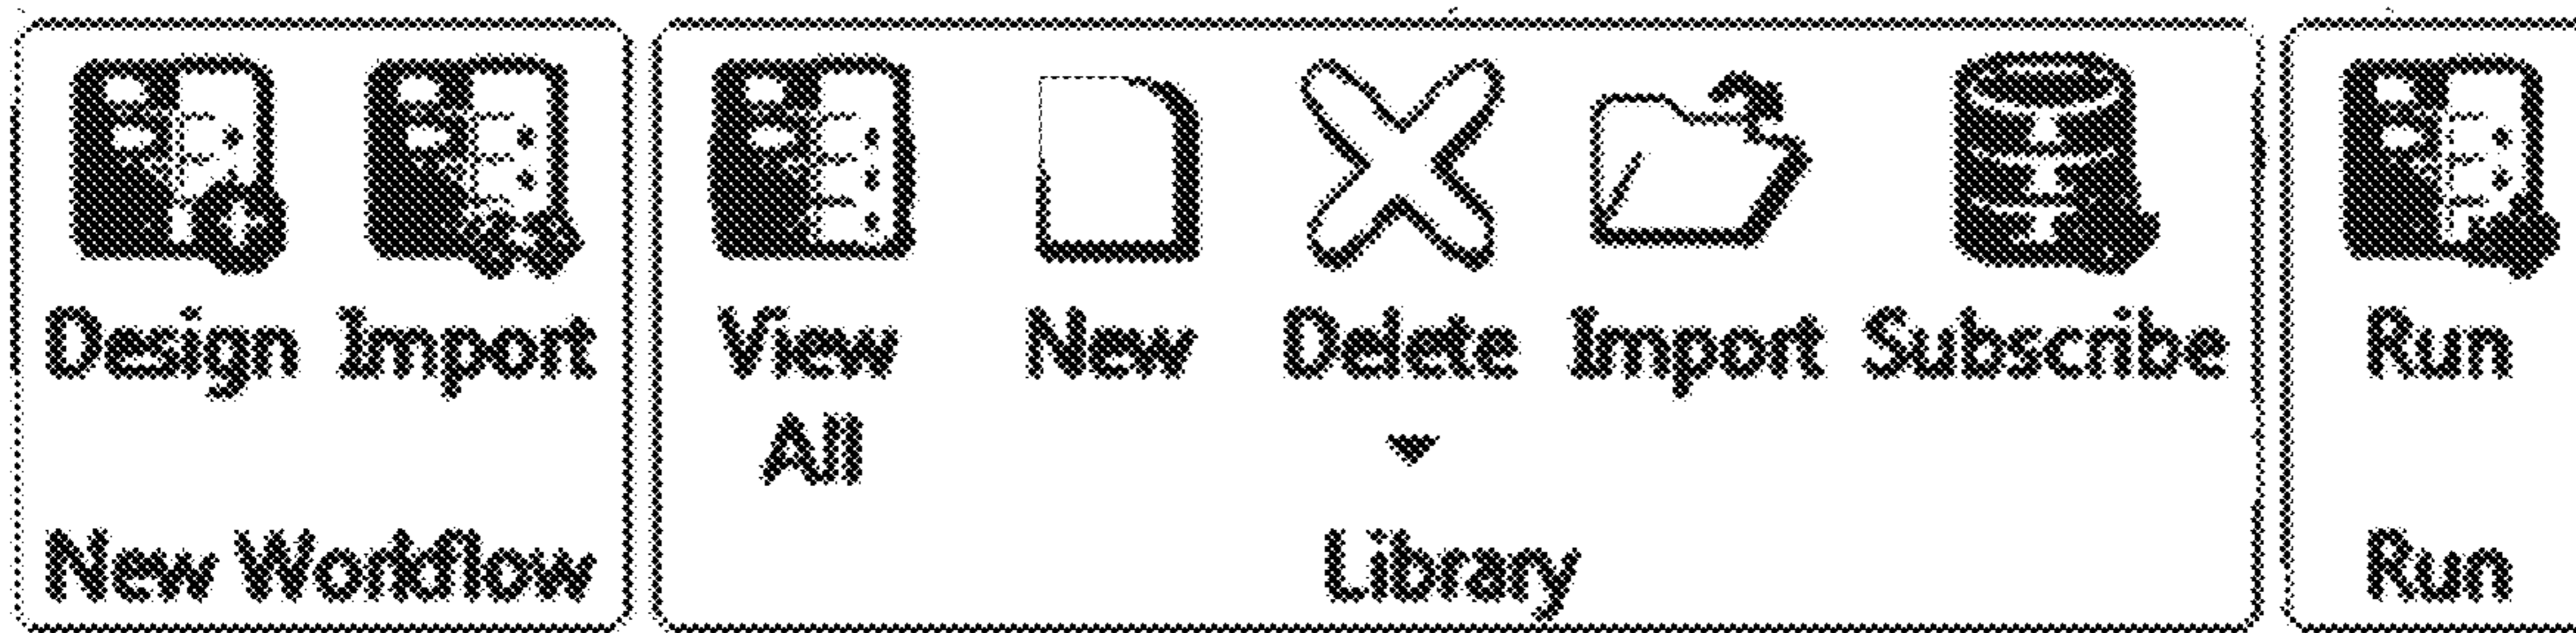 Design Import
New Workflow
View All
New
Delete
Import
Subscribe
Library
Run
Run